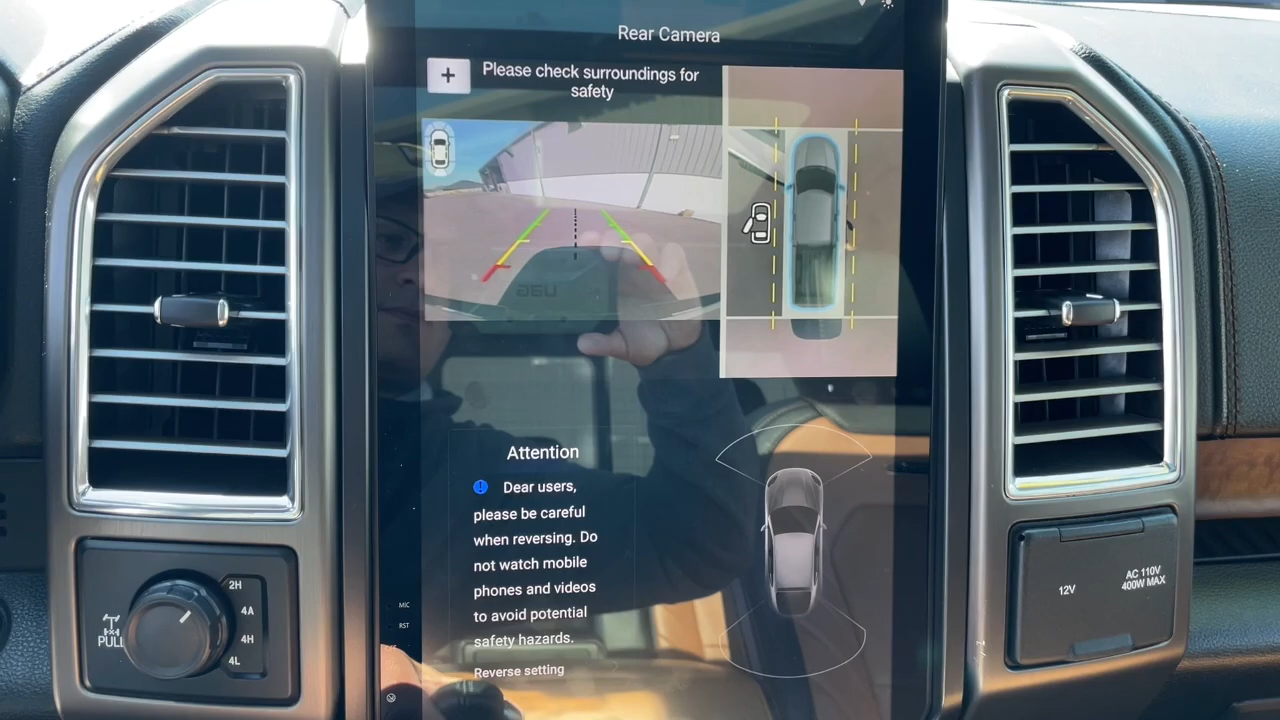 Rear Camera
+
Please check surroundings for
safety
Attention
Dear users,
please be careful
when reversing. Do
not watch mobile
phones and videos
to avoid potential
safety hazards.
Reverse setting
MIC
RST
PULL
2H
4A
4H
4L
12V
AC 110V
400W MAX